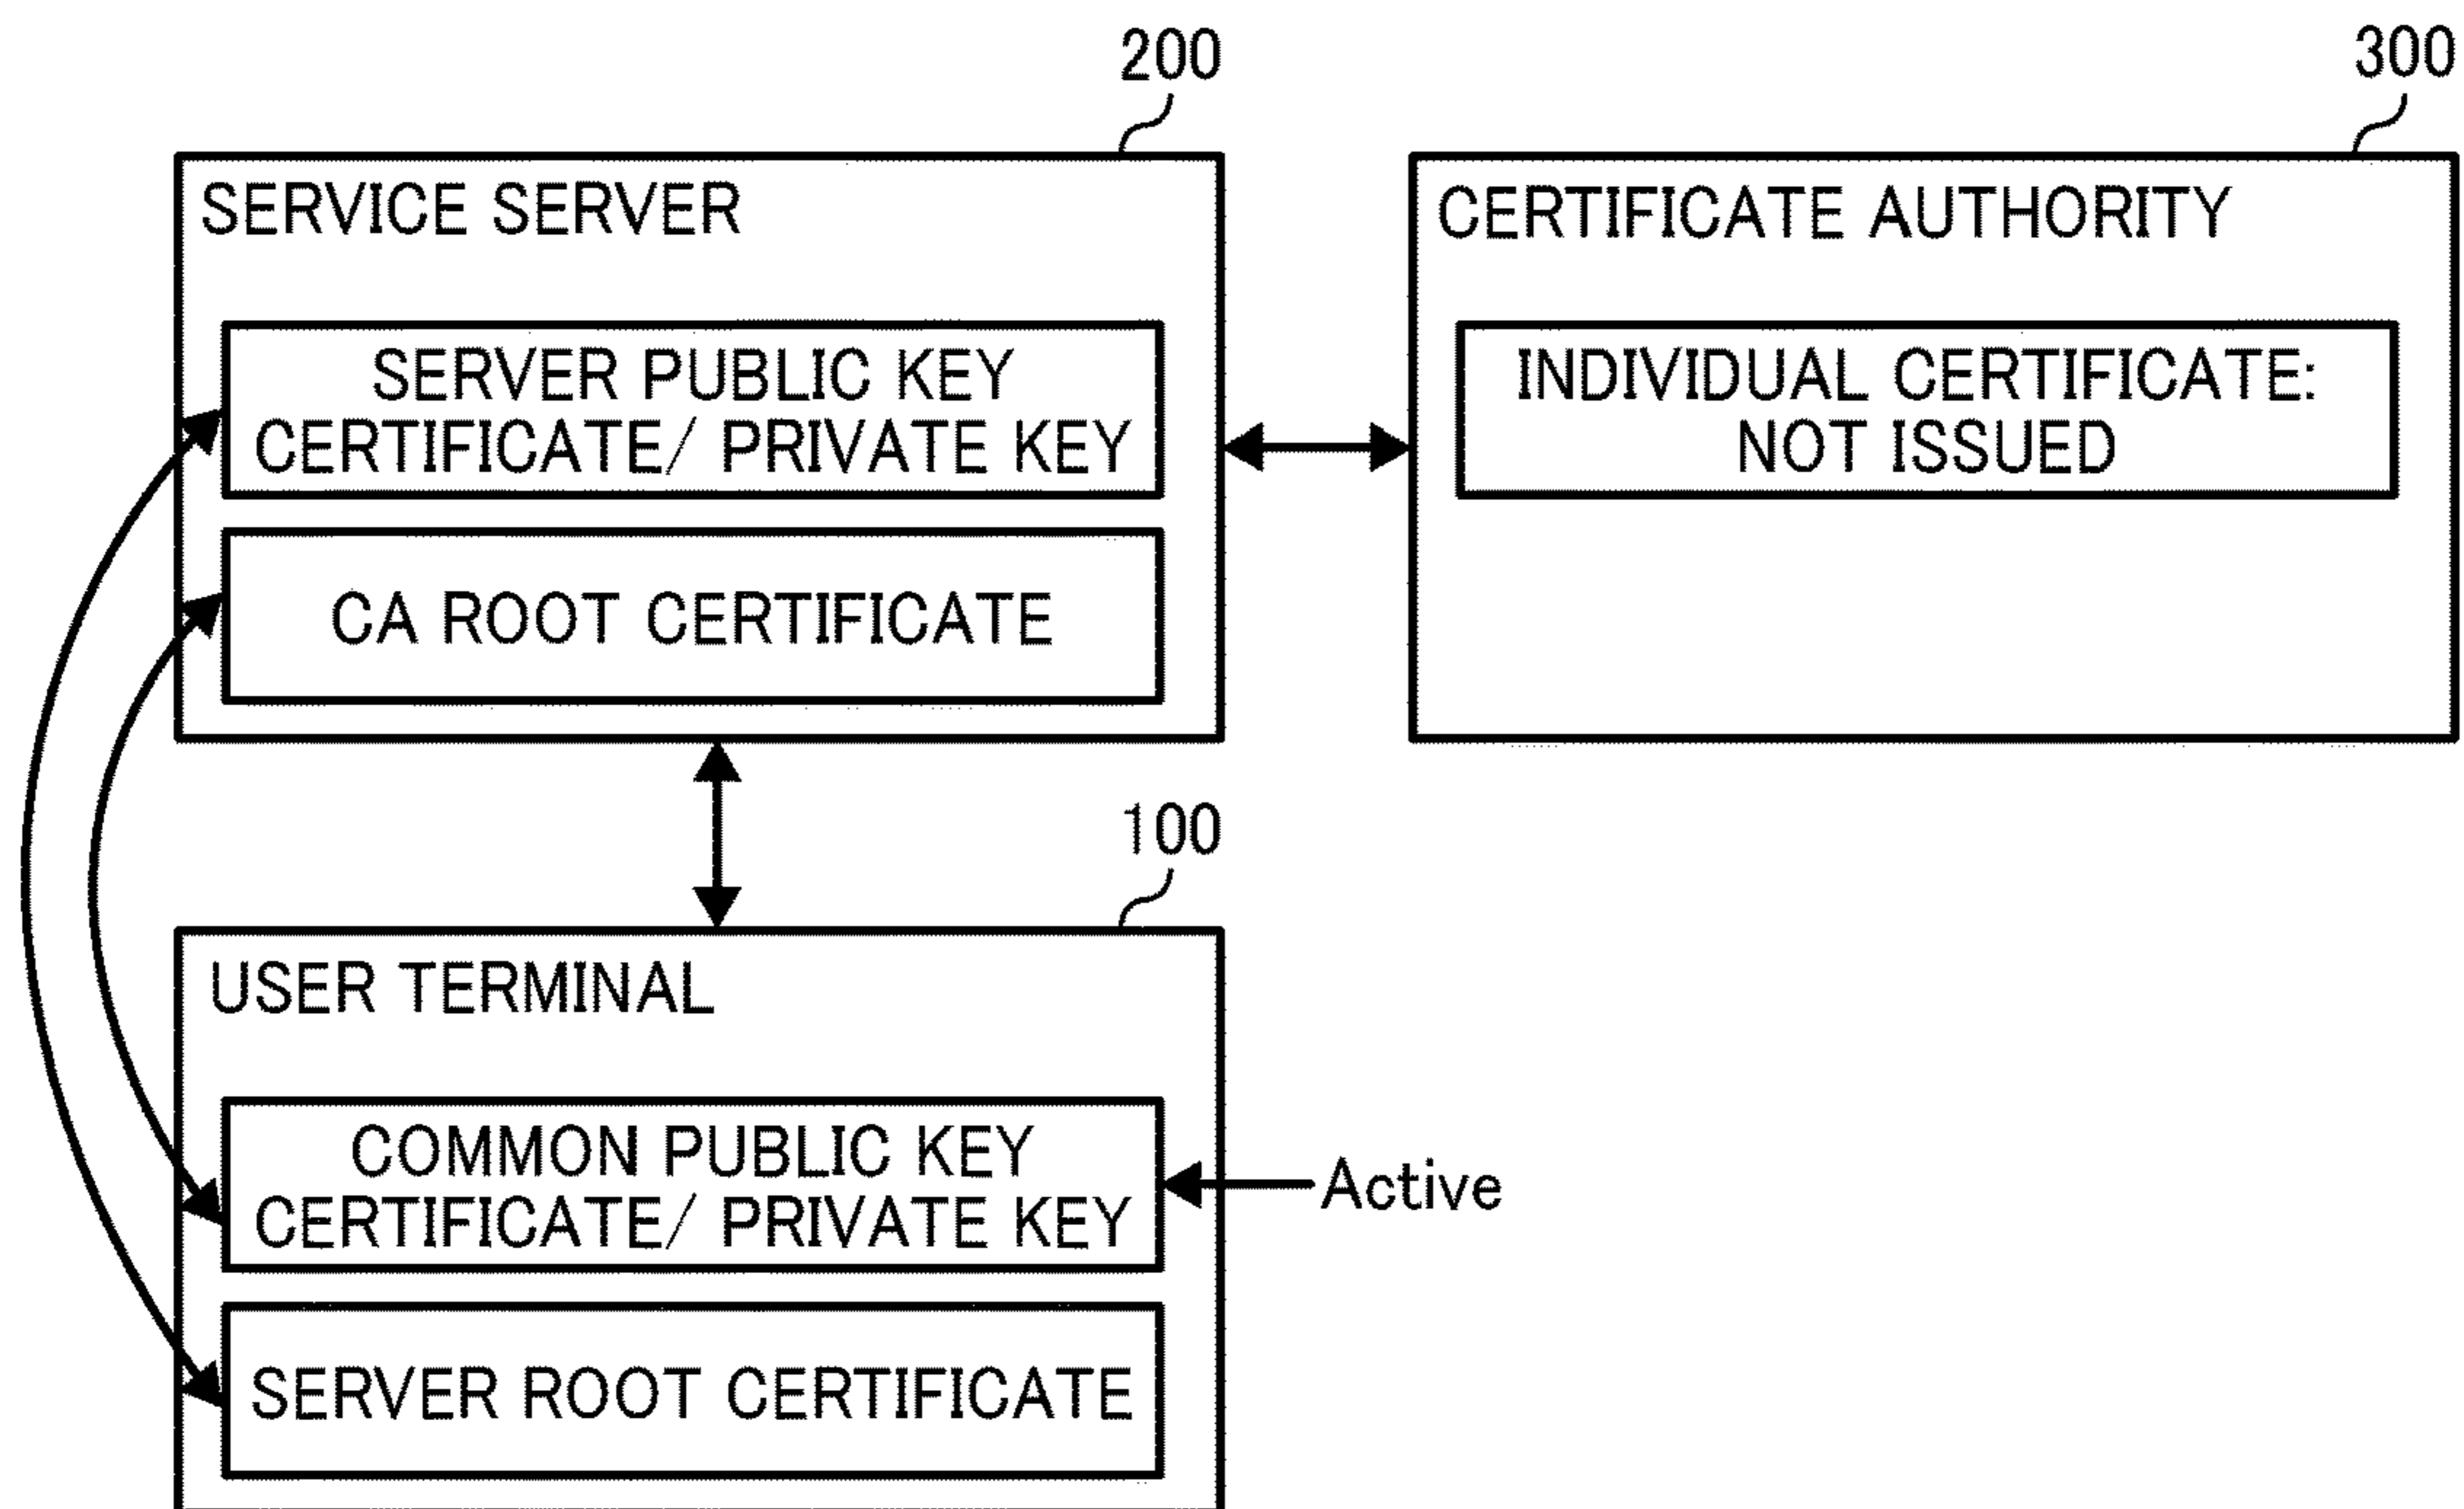 200
300
SERVICE SERVER
SERVER PUBLIC KEY
CERTIFICATE/ PRIVATE KEY
CA ROOT CERTIFICATE
CERTIFICATE AUTHORITY
INDIVIDUAL CERTIFICATE:
NOT ISSUED
100
USER TERMINAL
COMMON PUBLIC KEY
CERTIFICATE/ PRIVATE KEY
Active
SERVER ROOT CERTIFICATE